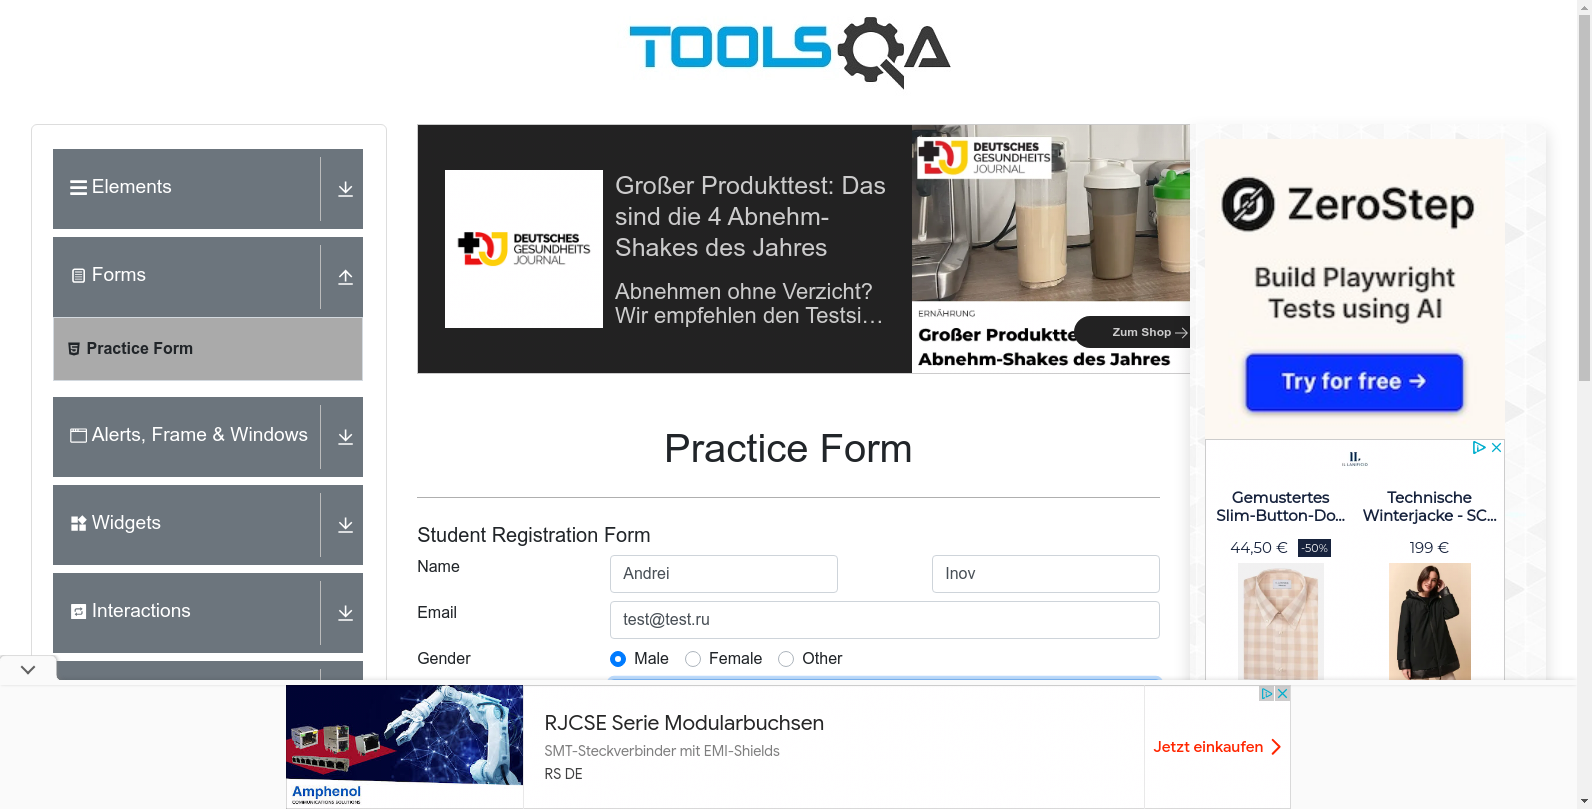 TOOLSQA
Elements
Forms
Practice Form
Alerts, Frame & Windows
Widgets
Interactions
DEUTSCHES
GESUNDHEITS
JOURNAL
Großer Produkttest: Das
sind die 4 Abnehm-
Shakes des Jahres
Abnehmen ohne Verzicht?
Wir empfehlen den Testsi...
DEUTSCHES
GESUNDHEITS
JOURNAL
ERNÄHRUNG
Großer Produktte
Abnehm-Shakes des Jahres
Zum Shop
ZeroStep
Build Playwright
Tests using AI
Try for free →
Gemustertes
Slim-Button-Do...
44,50 € -50%
Technische
Winterjacke - SC...
199 €
Practice Form
Student Registration Form
Name Andrei Inov
Email test@test.ru
Gender Male Female Other
Amphenol
COMMUNICATIONS SOLUTIONS
RJCSE Serie Modularbuchsen
SMT-Steckverbinder mit EMI-Shields
RS DE
Jetzt einkaufen